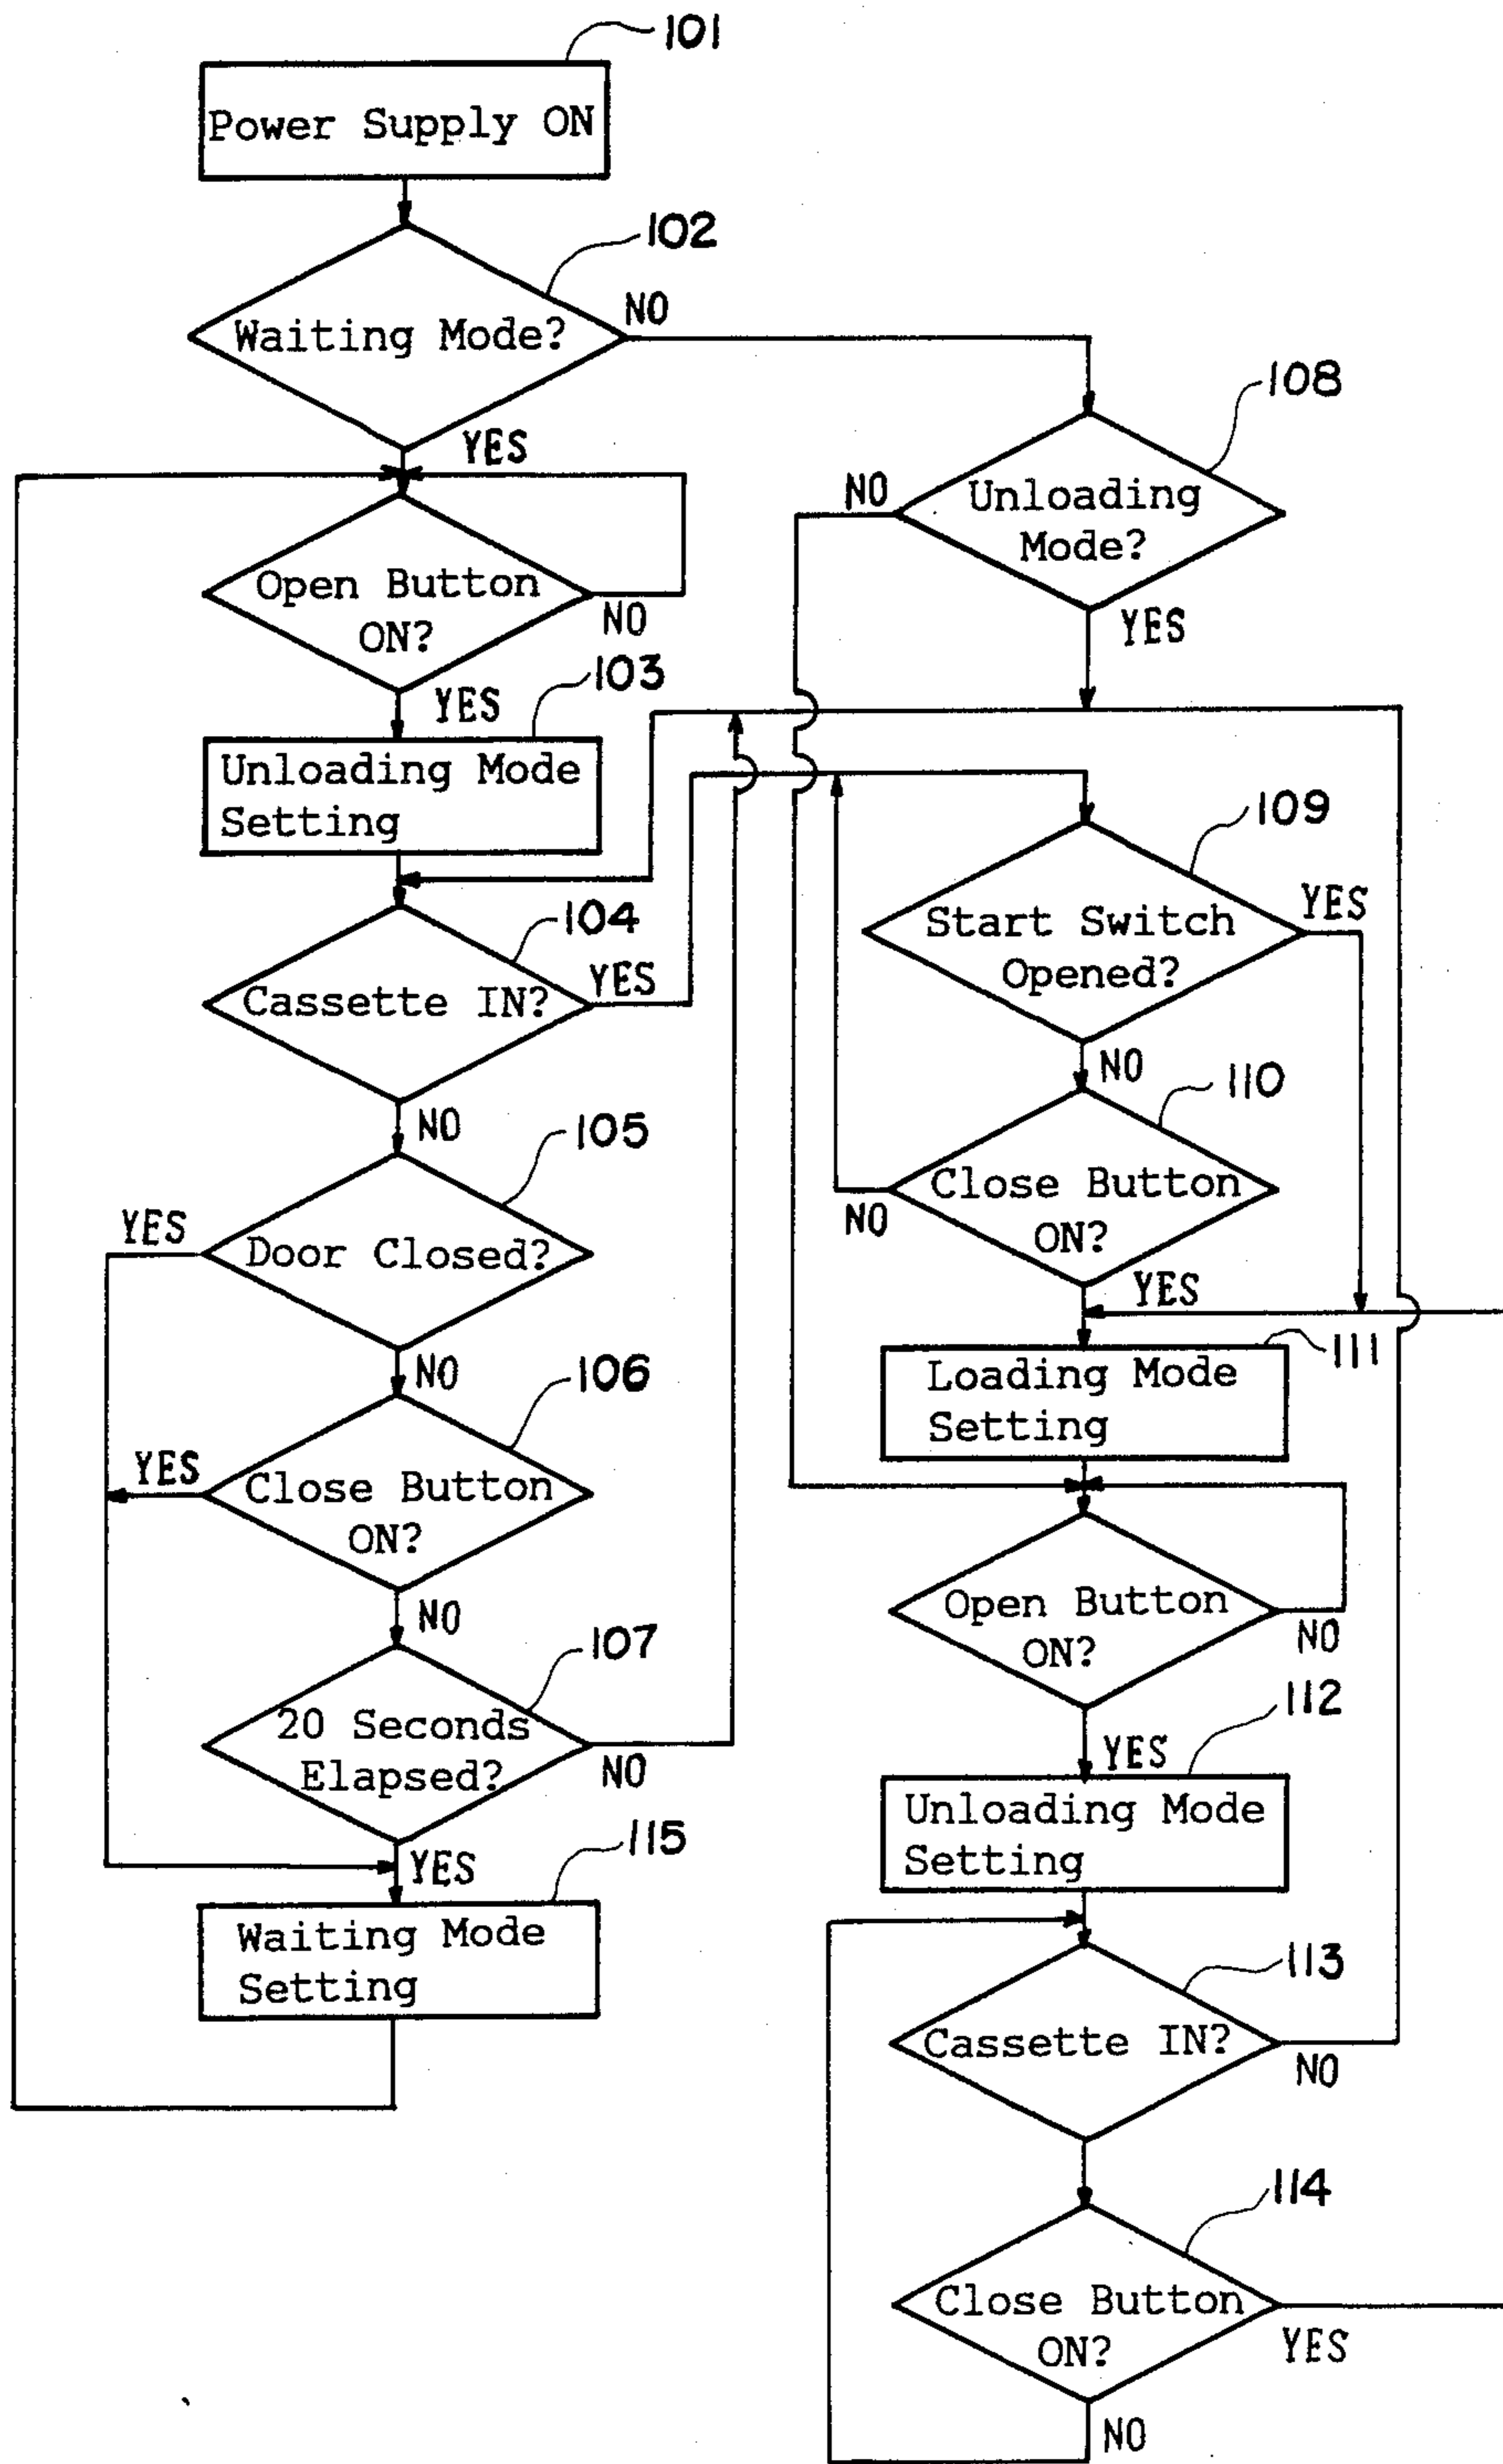 101
Power Supply ON
102
Waiting Mode?
NO
YES
Open Button
ON?
NO
YES
103
Unloading Mode
Setting
104
Cassette IN?
YES
NO
105
YES
Door Closed?
NO
106
YES
Close Button
ON?
NO
107
20 Seconds
Elapsed?
NO
YES
115
Waiting Mode
Setting
108
NO
Unloading
Mode?
YES
109
Start Switch
Opened?
YES
NO
110
Close Button
ON?
NO
YES
111
Loading Mode
Setting
Open Button
ON?
NO
YES
112
Unloading Mode
Setting
113
Cassette IN?
NO
114
Close Button
ON?
YES
NO